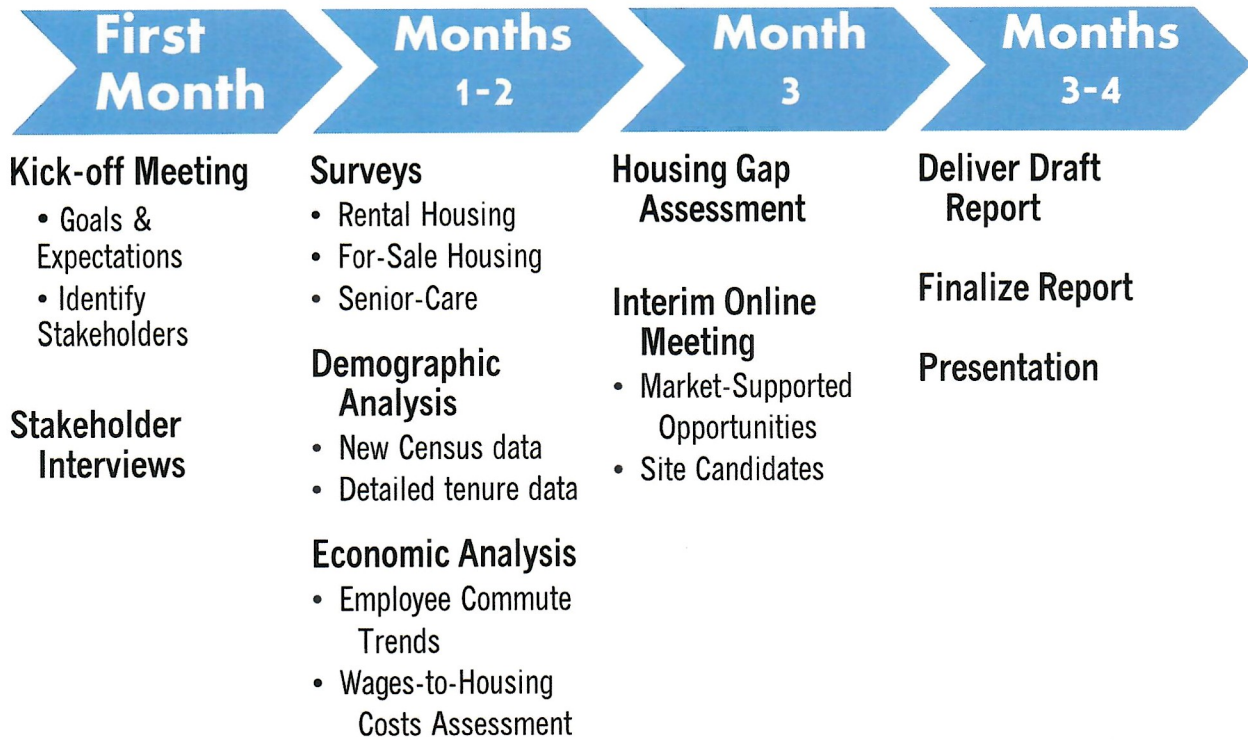 First
Month
Months
1-2
Month
3
Months
3-4
Kick-off Meeting
• Goals &
Expectations
• Identify
Stakeholders
Stakeholder
Interviews
Surveys
• Rental Housing
• For-Sale Housing
• Senior-Care
Demographic
Analysis
• New Census data
• Detailed tenure data
Economic Analysis
• Employee Commute
Trends
• Wages-to-Housing
Costs Assessment
Housing Gap
Assessment
Interim Online
Meeting
• Market-Supported
Opportunities
• Site Candidates
Deliver Draft
Report
Finalize Report
Presentation